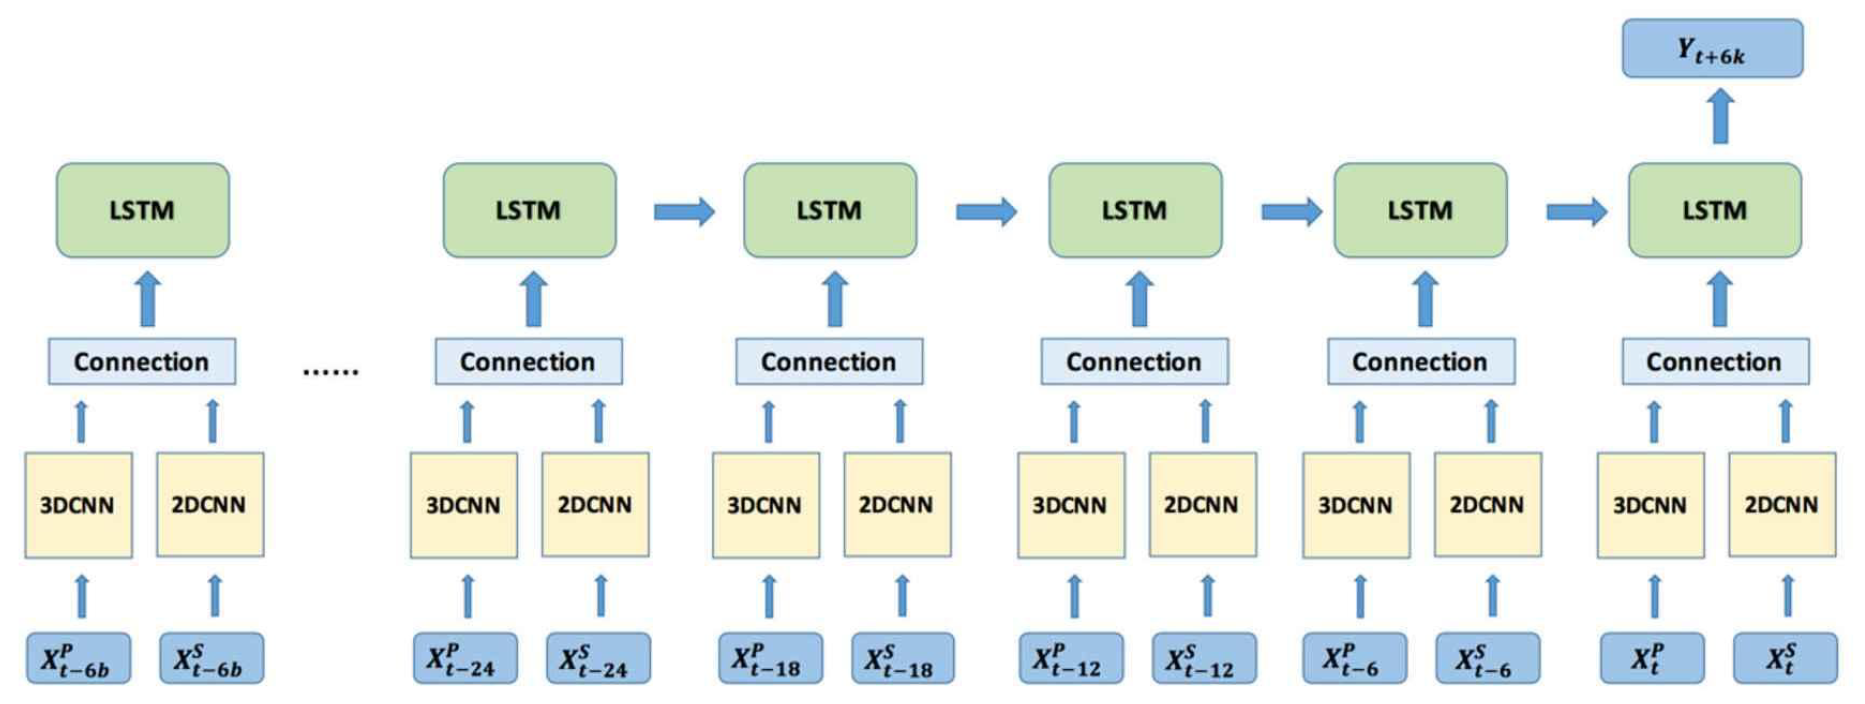 Y_{t+6k}
LSTM LSTM LSTM LSTM LSTM LSTM
Connection ...... Connection Connection Connection Connection Connection
3DCNN 2DCNN 3DCNN 2DCNN 3DCNN 2DCNN 3DCNN 2DCNN 3DCNN 2DCNN 3DCNN 2DCNN
X^P_{t-6b} X^S_{t-6b} X^P_{t-24} X^S_{t-24} X^P_{t-18} X^S_{t-18} X^P_{t-12} X^S_{t-12} X^P_{t-6} X^S_{t-6} X^P_t X^S_t